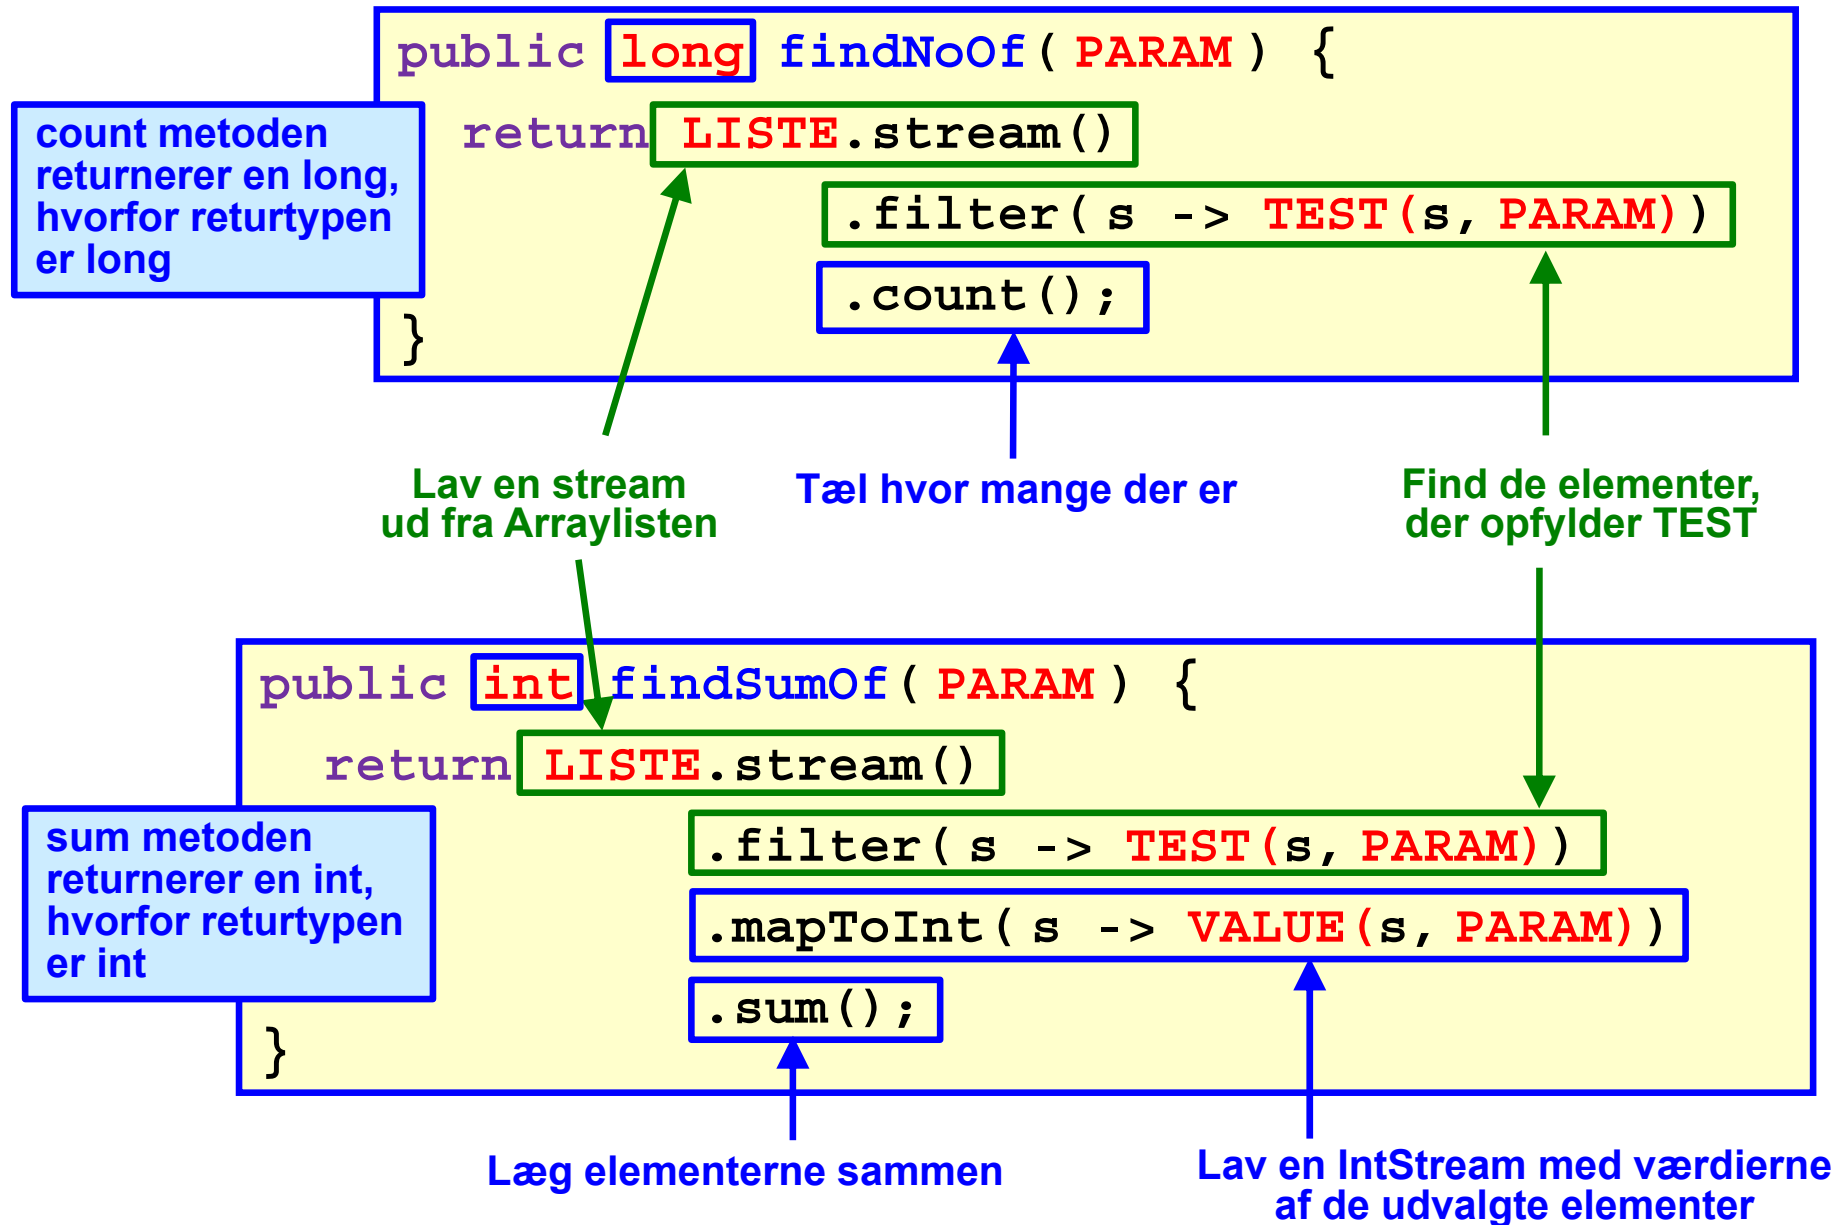 public long findNoOf( PARAM ) {
count metoden
returnerer en long,
hvorfor returtypen
er long
return LISTE.stream()
.filter( s -> TEST(s, PARAM))
.count();
}
Lav en stream
ud fra Arraylisten
Tæl hvor mange der er
Find de elementer,
der opfylder TEST
public int findSumOf( PARAM ) {
return LISTE.stream()
sum metoden
returnerer en int,
hvorfor returtypen
er int
.filter( s -> TEST(s, PARAM))
.mapToInt( s -> VALUE(s, PARAM))
.sum();
}
Læg elementerne sammen
Lav en IntStream med værdierne
af de udvalgte elementer